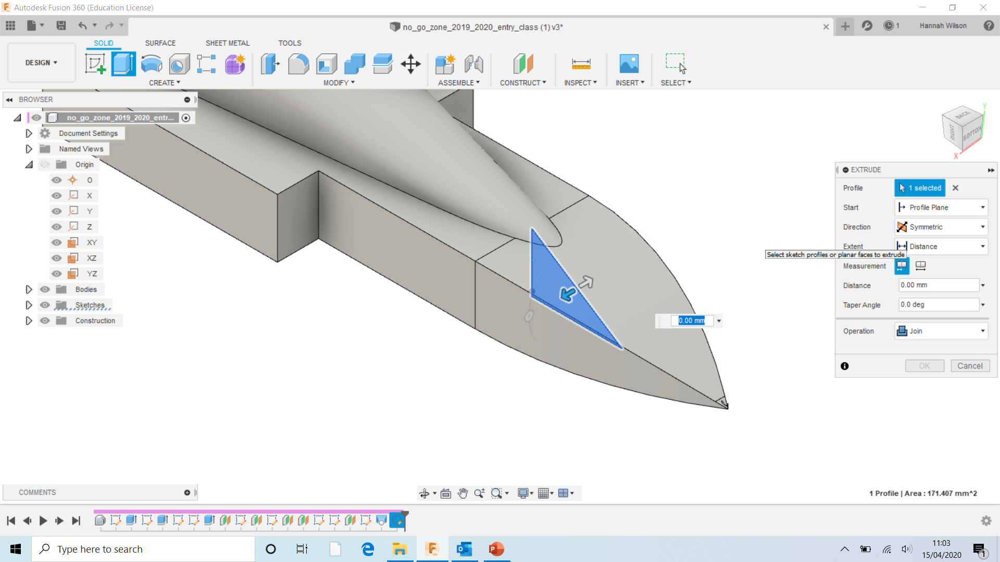 Autodesk Fusion 360 (Education License)
no_go_zone_2019_2020_entry_class (1) v3*
1
Hannah Wilson
SOLID
SURFACE
SHEET METAL
TOOLS
DESIGN
CREATE
MODIFY
ASSEMBLE
CONSTRUCT
INSPECT
INSERT
SELECT
BROWSER
no_go_zone_2019_2020_entr...
Document Settings
Named Views
Origin
O
X
Y
Z
XY
XZ
YZ
Bodies
Sketches
Construction
BACK
RIGHT
BOTTOM
Y
X
EXTRUDE
Profile
1 selected
Start
Profile Plane
Direction
Symmetric
Extent
Distance
Select sketch profiles or planar faces to extrude
Measurement
Distance
0.00 mm
Taper Angle
0.0 deg
Operation
Join
OK
Cancel
0.00 mm
COMMENTS
1 Profile | Area : 171.407 mm^2
Type here to search
11:03
15/04/2020
1